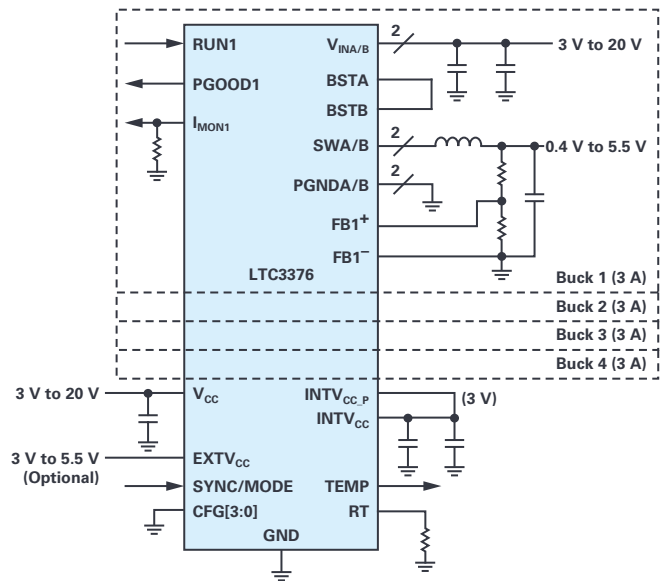 RUN1
PGOOD1
I_MON1
2
V_INA/B
3 V to 20 V
BSTA
BSTB
2
SWA/B
0.4 V to 5.5 V
2
PGNDA/B
FB1+
FB1–
LTC3376
Buck 1 (3 A)
Buck 2 (3 A)
Buck 3 (3 A)
Buck 4 (3 A)
3 V to 20 V
V_CC
INTV_CC_P
(3 V)
INTV_CC
3 V to 5.5 V
(Optional)
EXTV_CC
SYNC/MODE
TEMP
CFG[3:0]
RT
GND